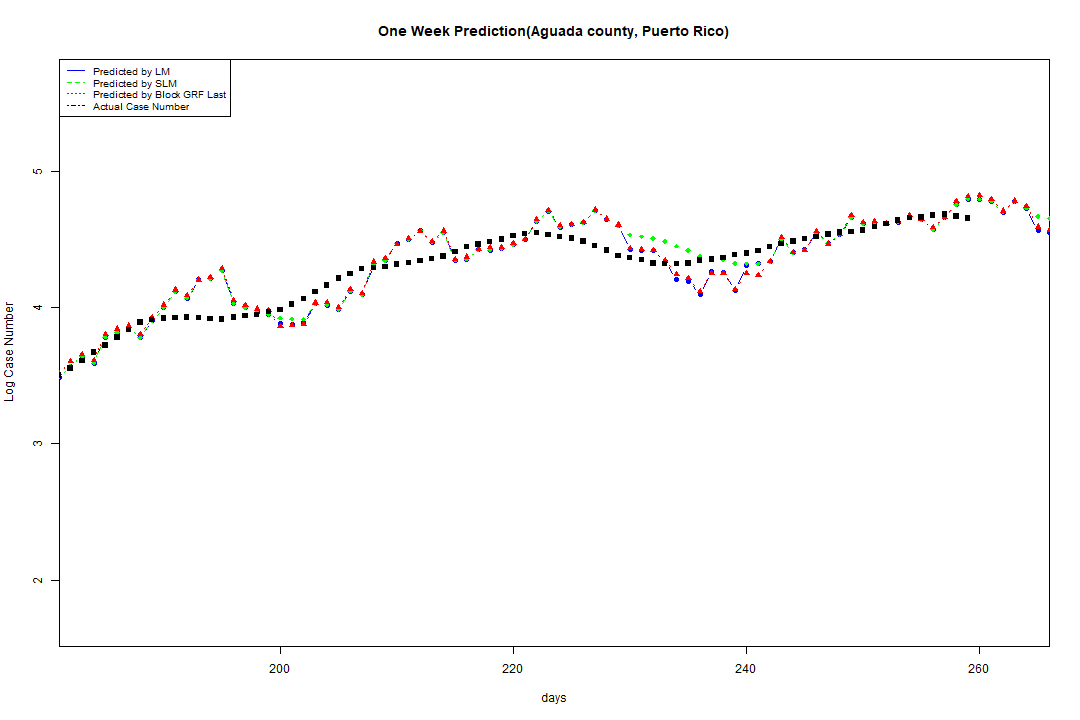 One Week Prediction(Aguada county, Puerto Rico)
Predicted by LM
Predicted by SLM
Predicted by Block GRF Last
Actual Case Number
5
4
3
2
Log Case Number
200 220 240 260
days